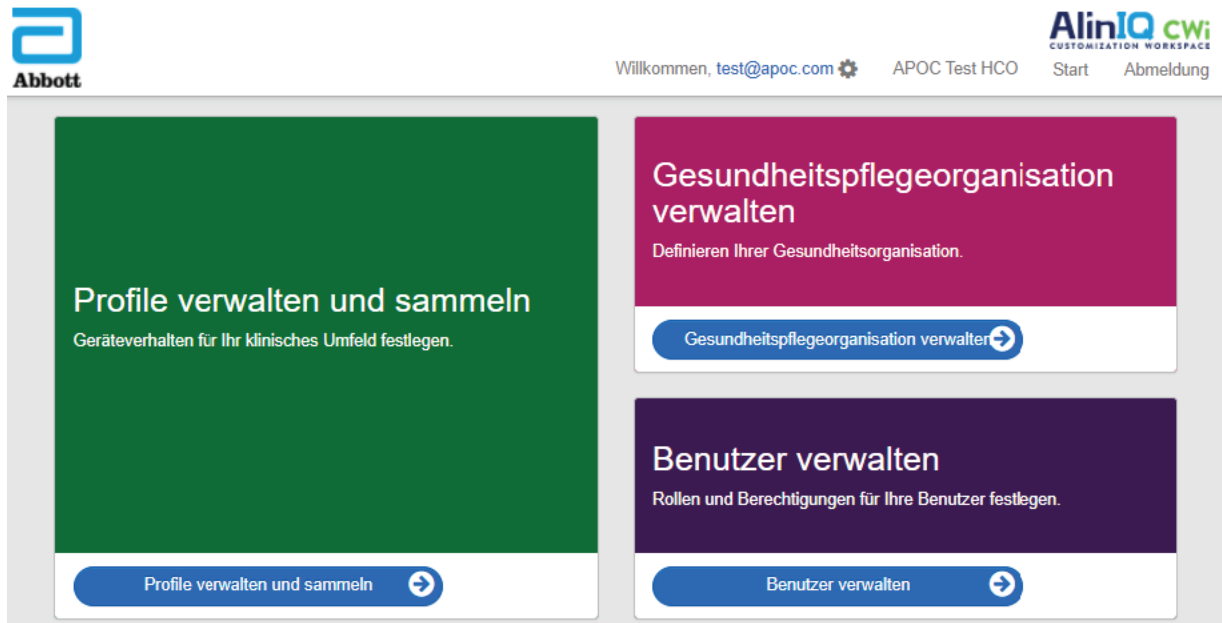 Abbott
AlinIQ CWi
CUSTOMIZATION WORKSPACE
Willkommen, test@apoc.com APOC Test HCO Start Abmeldung
Profile verwalten und sammeln
Geräteverhalten für Ihr klinisches Umfeld festlegen.
Profile verwalten und sammeln
Gesundheitspflegeorganisation
verwalten
Definieren Ihrer Gesundheitsorganisation.
Gesundheitspflegeorganisation verwalten
Benutzer verwalten
Rollen und Berechtigungen für Ihre Benutzer festlegen.
Benutzer verwalten